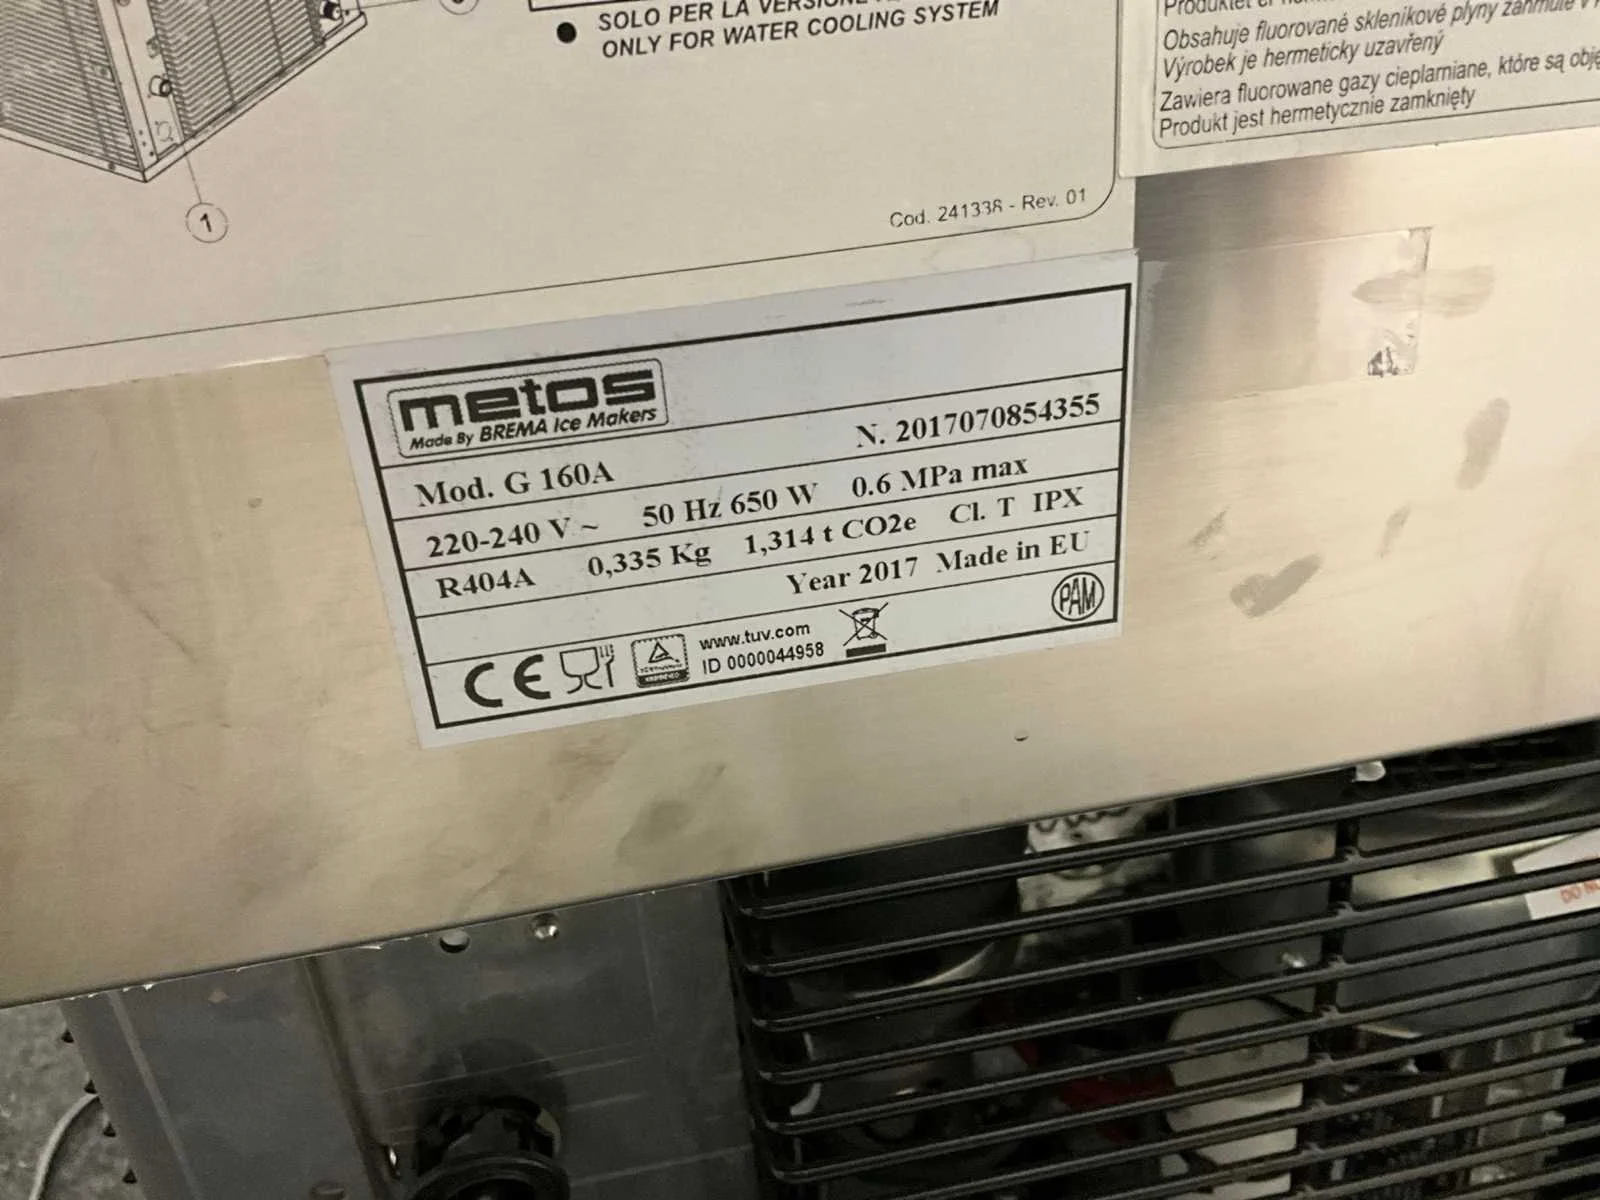 SOLO PER LA
ONLY FOR WATER COOLING SYSTEM
1
Cod. 241338 - Rev. 01
Obsahuje fluorované skleníkové plyny zahrnuté v
Výrobek je hermeticky uzavřený
Zawiera fluorowane gazy cieplarniane, które są
Produkt jest hermetycznie zamknięty
metos
Made By BREMA Ice Makers
Mod. G 160A N. 2017070854355
220-240 V ~ 50 Hz 650 W 0.6 MPa max
R404A 0,335 Kg 1,314 t CO2e Cl. T IPX
Year 2017 Made in EU
CE www.tuv.com PAM
ID 0000044958
DO